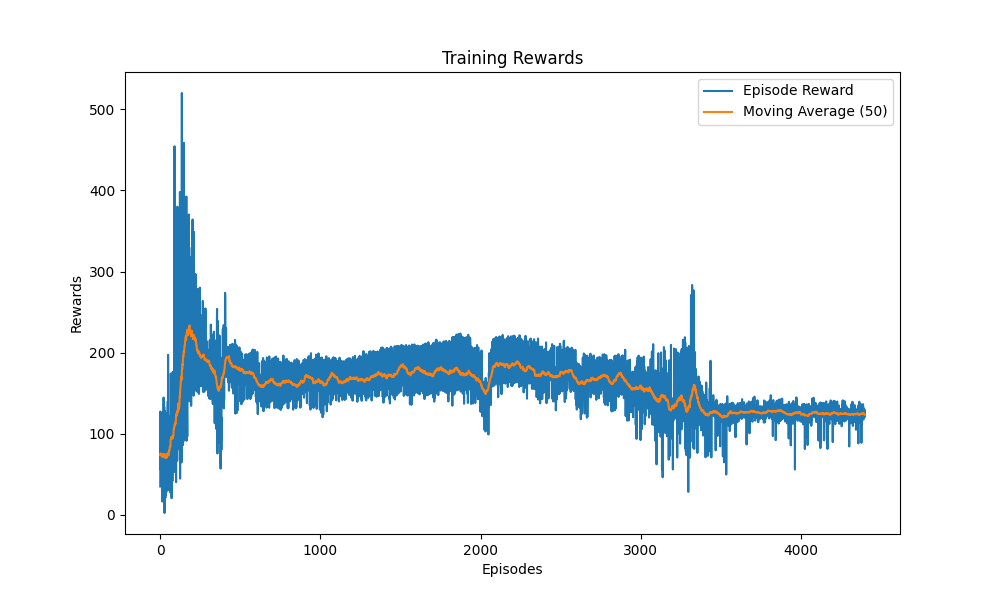 Training Rewards
Episode Reward
Moving Average (50)
500
400
300
200
100
0
Rewards
0 1000 2000 3000 4000
Episodes